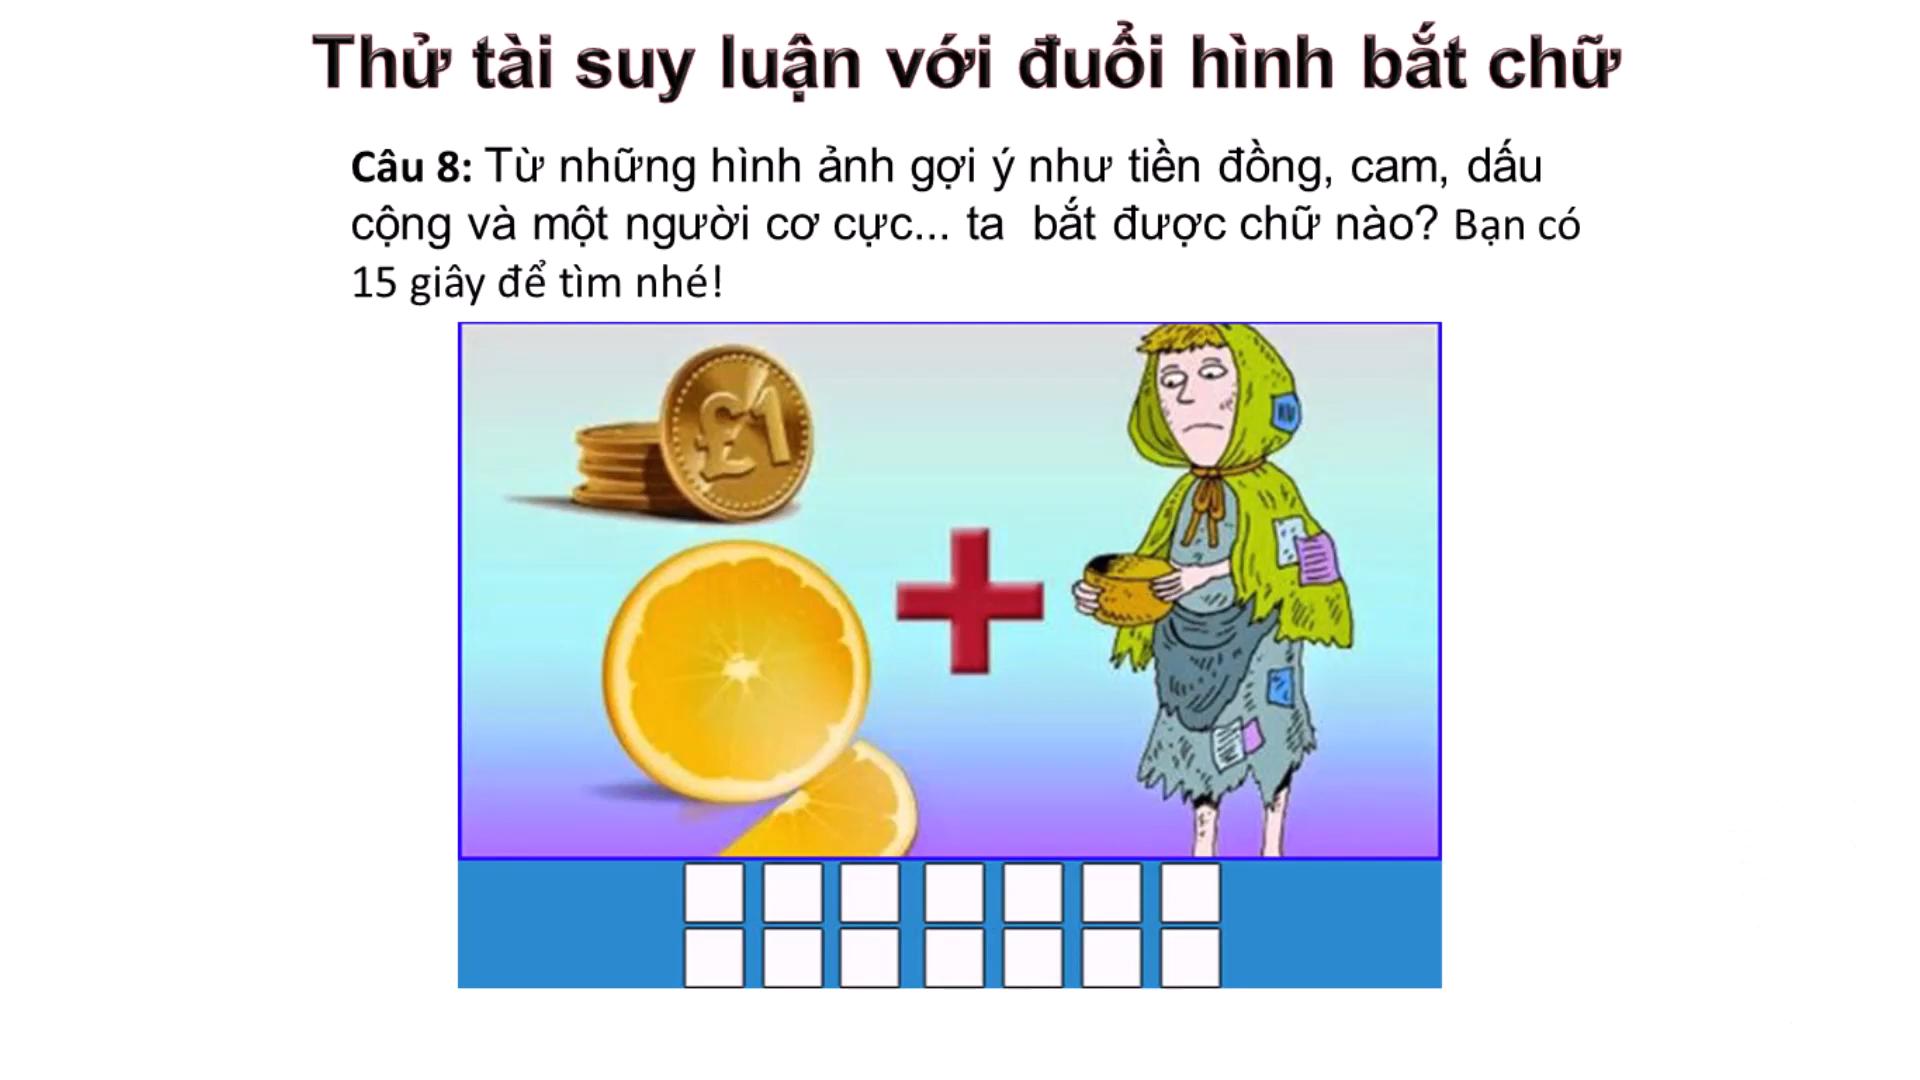 Thử tài suy luận với đuổi hình bắt chữ
Câu 8: Từ những hình ảnh gợi ý như tiền đồng, cam, dấu
cộng và một người cơ cực... ta bắt được chữ nào? Bạn có
15 giây để tìm nhé!
£1